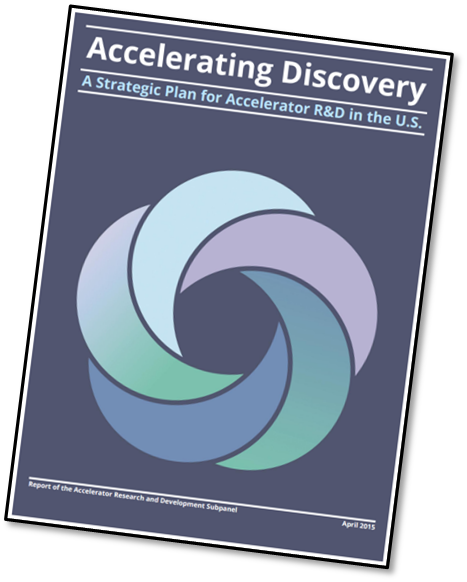 Accelerating Discovery
A Strategic Plan for Accelerator R&D in the U.S.
Report of the Accelerator Research and Development Subpanel
April 2015